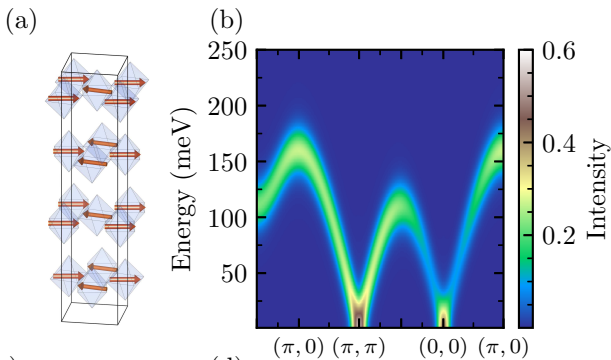 (a)
(b)
250
200
150
100
50
Energy (meV)
(π, 0) (π, π) (0, 0) (π, 0)
0.6
0.4
0.2
Intensity
(d)